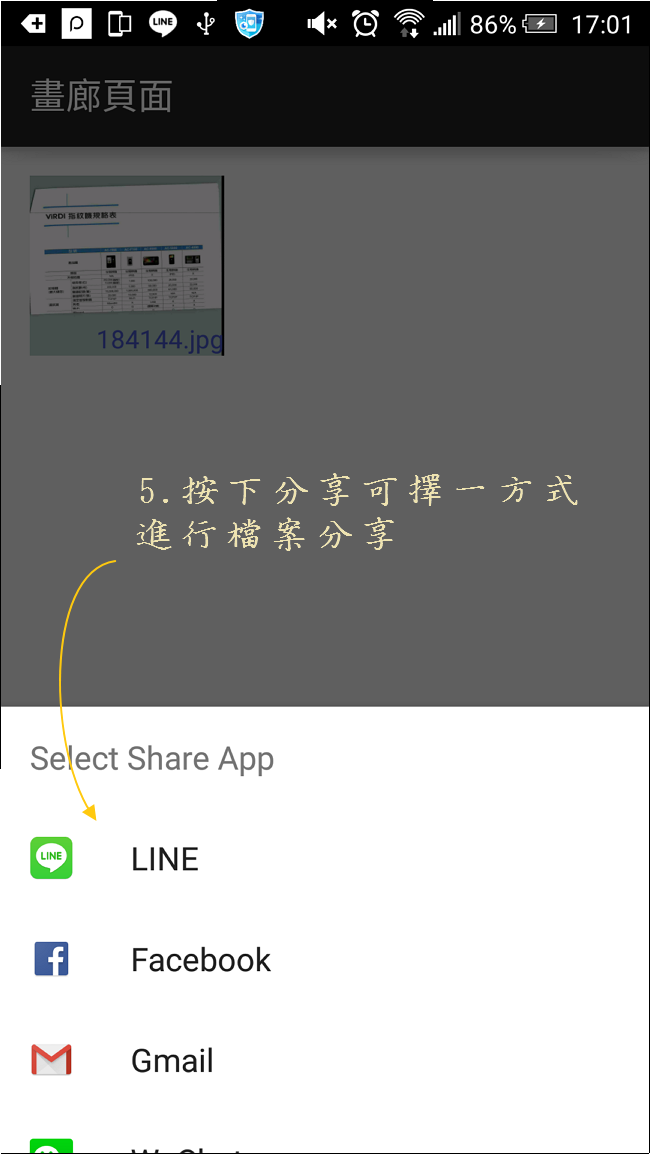 LINE
86%
17:01
畫廊頁面
ViRDI 指紋機規格表
184144.jpg
5.按下分享可擇一方式
進行檔案分享
Select Share App
LINE
LINE
Facebook
Gmail
WeChat